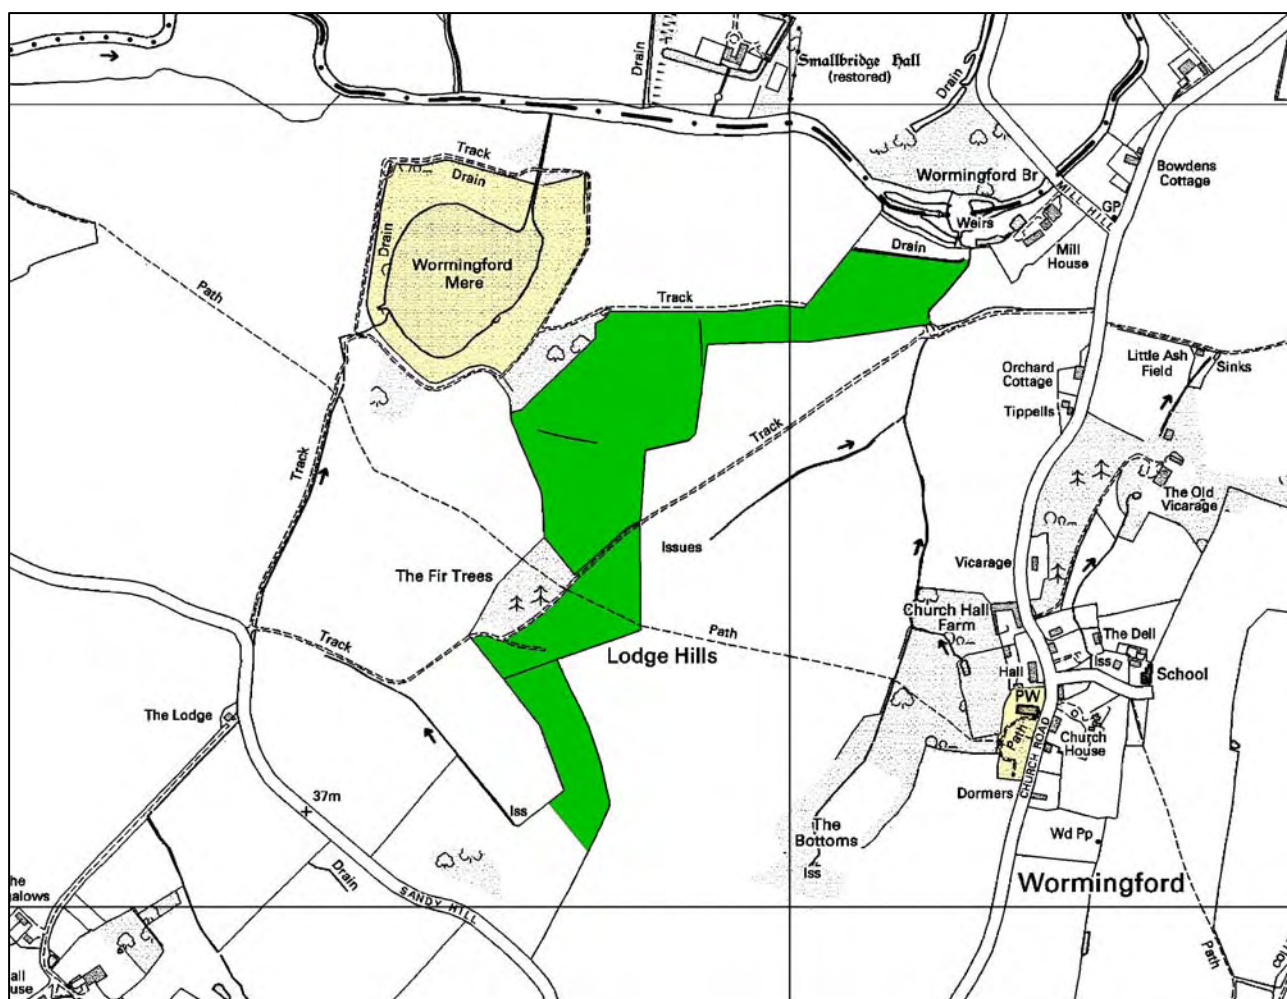 Drain
Smallbridge Hall
(restored)
Drain
Track
Drain
Wormingford Br
Bowdens
Cottage
MILL HILL
GP
Weirs
Drain
Wormingford
Mere
Drain
Mill
House
Path
Track
Little Ash
Field
Sinks
Orchard
Cottage
Tippells
Track
Track
The Old
Vicarage
Issues
Vicarage
The Fir Trees
Church Hall
Farm
Path
Track
The Dell
Lodge Hills
Iss
School
Hall
PW
The Lodge
Path
Church
House
CHURCH ROAD
37m
Dormers
Iss
The
Bottoms
Wd Pp
Iss
Drain
Wormingford
SANDY HILL
Path